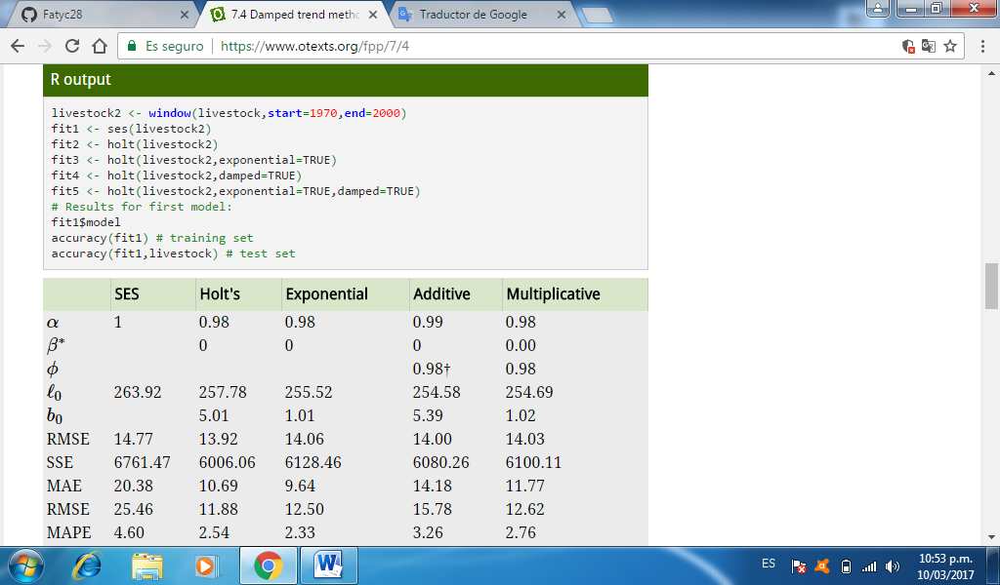 Fatyc28
7.4 Damped trend metho
Traductor de Google
Es seguro
https://www.otexts.org/fpp/7/4
R output
livestock2 <- window(livestock,start=1970,end=2000)
fit1 <- ses(livestock2)
fit2 <- holt(livestock2)
fit3 <- holt(livestock2,exponential=TRUE)
fit4 <- holt(livestock2,damped=TRUE)
fit5 <- holt(livestock2,exponential=TRUE,damped=TRUE)
# Results for first model:
fit1$model
accuracy(fit1) # training set
accuracy(fit1,livestock) # test set
SES Holt's Exponential Additive Multiplicative
α 1 0.98 0.98 0.99 0.98
β* 0 0 0 0.00
ϕ 0.98† 0.98
ℓ0 263.92 257.78 255.52 254.58 254.69
b0 5.01 1.01 5.39 1.02
RMSE 14.77 13.92 14.06 14.00 14.03
SSE 6761.47 6006.06 6128.46 6080.26 6100.11
MAE 20.38 10.69 9.64 14.18 11.77
RMSE 25.46 11.88 12.50 15.78 12.62
MAPE 4.60 2.54 2.33 3.26 2.76
ES
10:53 p.m.
10/03/2017